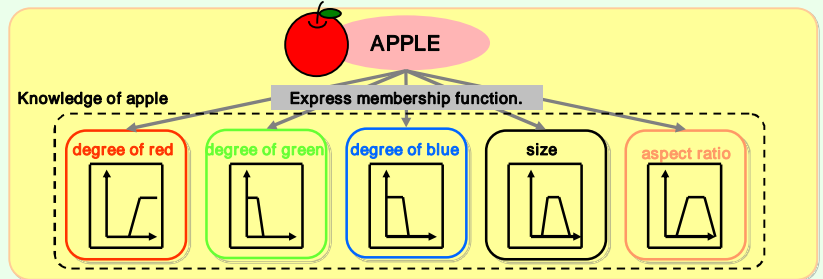 APPLE
Express membership function.
Knowledge of apple
degree of red
degree of green
degree of blue
size
aspect ratio